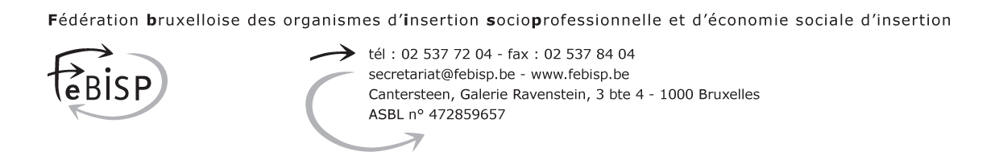 Fédération bruxelloise des organismes d'insertion socioprofessionnelle et d'économie sociale d'insertion
feBiSP
tél : 02 537 72 04 - fax : 02 537 84 04
secretariat@febisp.be - www.febisp.be
Cantersteen, Galerie Ravenstein, 3 bte 4 - 1000 Bruxelles
ASBL n° 472859657